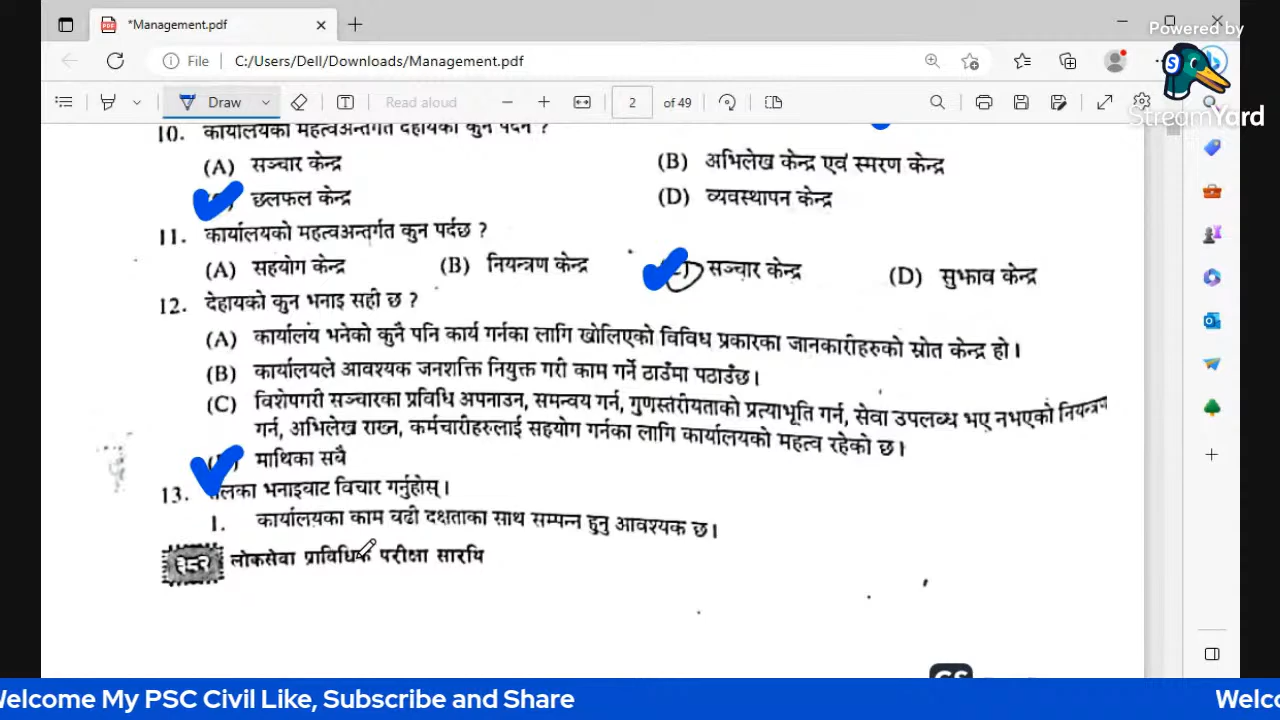 *Management.pdf
Powered by
File
C:/Users/Dell/Downloads/Management.pdf
Draw
Read aloud
2
of 49
StreamYard
10. कार्यालयको महत्वअन्तर्गत देहायको कुन पर्दैन ?
(A) सञ्चार केन्द्र
(B) अभिलेख केन्द्र एवं स्मरण केन्द्र
छलफल केन्द्र
(D) व्यवस्थापन केन्द्र
11. कार्यालयको महत्वअन्तर्गत कुन पर्दछ ?
(A) सहयोग केन्द्र
(B) नियन्त्रण केन्द्र
सञ्चार केन्द्र
(D) सुझाव केन्द्र
12. देहायको कुन भनाइ सही छ ?
(A) कार्यालय भनेको कुनै पनि कार्य गर्नका लागि खोलिएको विविध प्रकारका जानकारीहरुको स्रोत केन्द्र हो।
(B) कार्यालयले आवश्यक जनशक्ति नियुक्त गरी काम गर्ने ठाउँमा पठाउँछ।
(C) विशेषगरी सञ्चारका प्रविधि अपनाउन, समन्वय गर्न, गुणस्तरीयताको प्रत्याभूति गर्न, सेवा उपलब्ध भए नभएको नियन्त्रण
गर्न, अभिलेख राख्न, कर्मचारीहरुलाई सहयोग गर्नका लागि कार्यालयको महत्व रहेको छ।
माथिका सबै
13. भनाइबाट विचार गर्नुहोस्।
1. कार्यालयका काम बढी दक्षताका साथ सम्पन्न हुनु आवश्यक छ।
३८२ लोकसेवा प्राविधिक परीक्षा सारथि
GS
Welcome My PSC Civil Like, Subscribe and Share
Welco